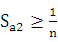 Sa2 ≥ 1/n